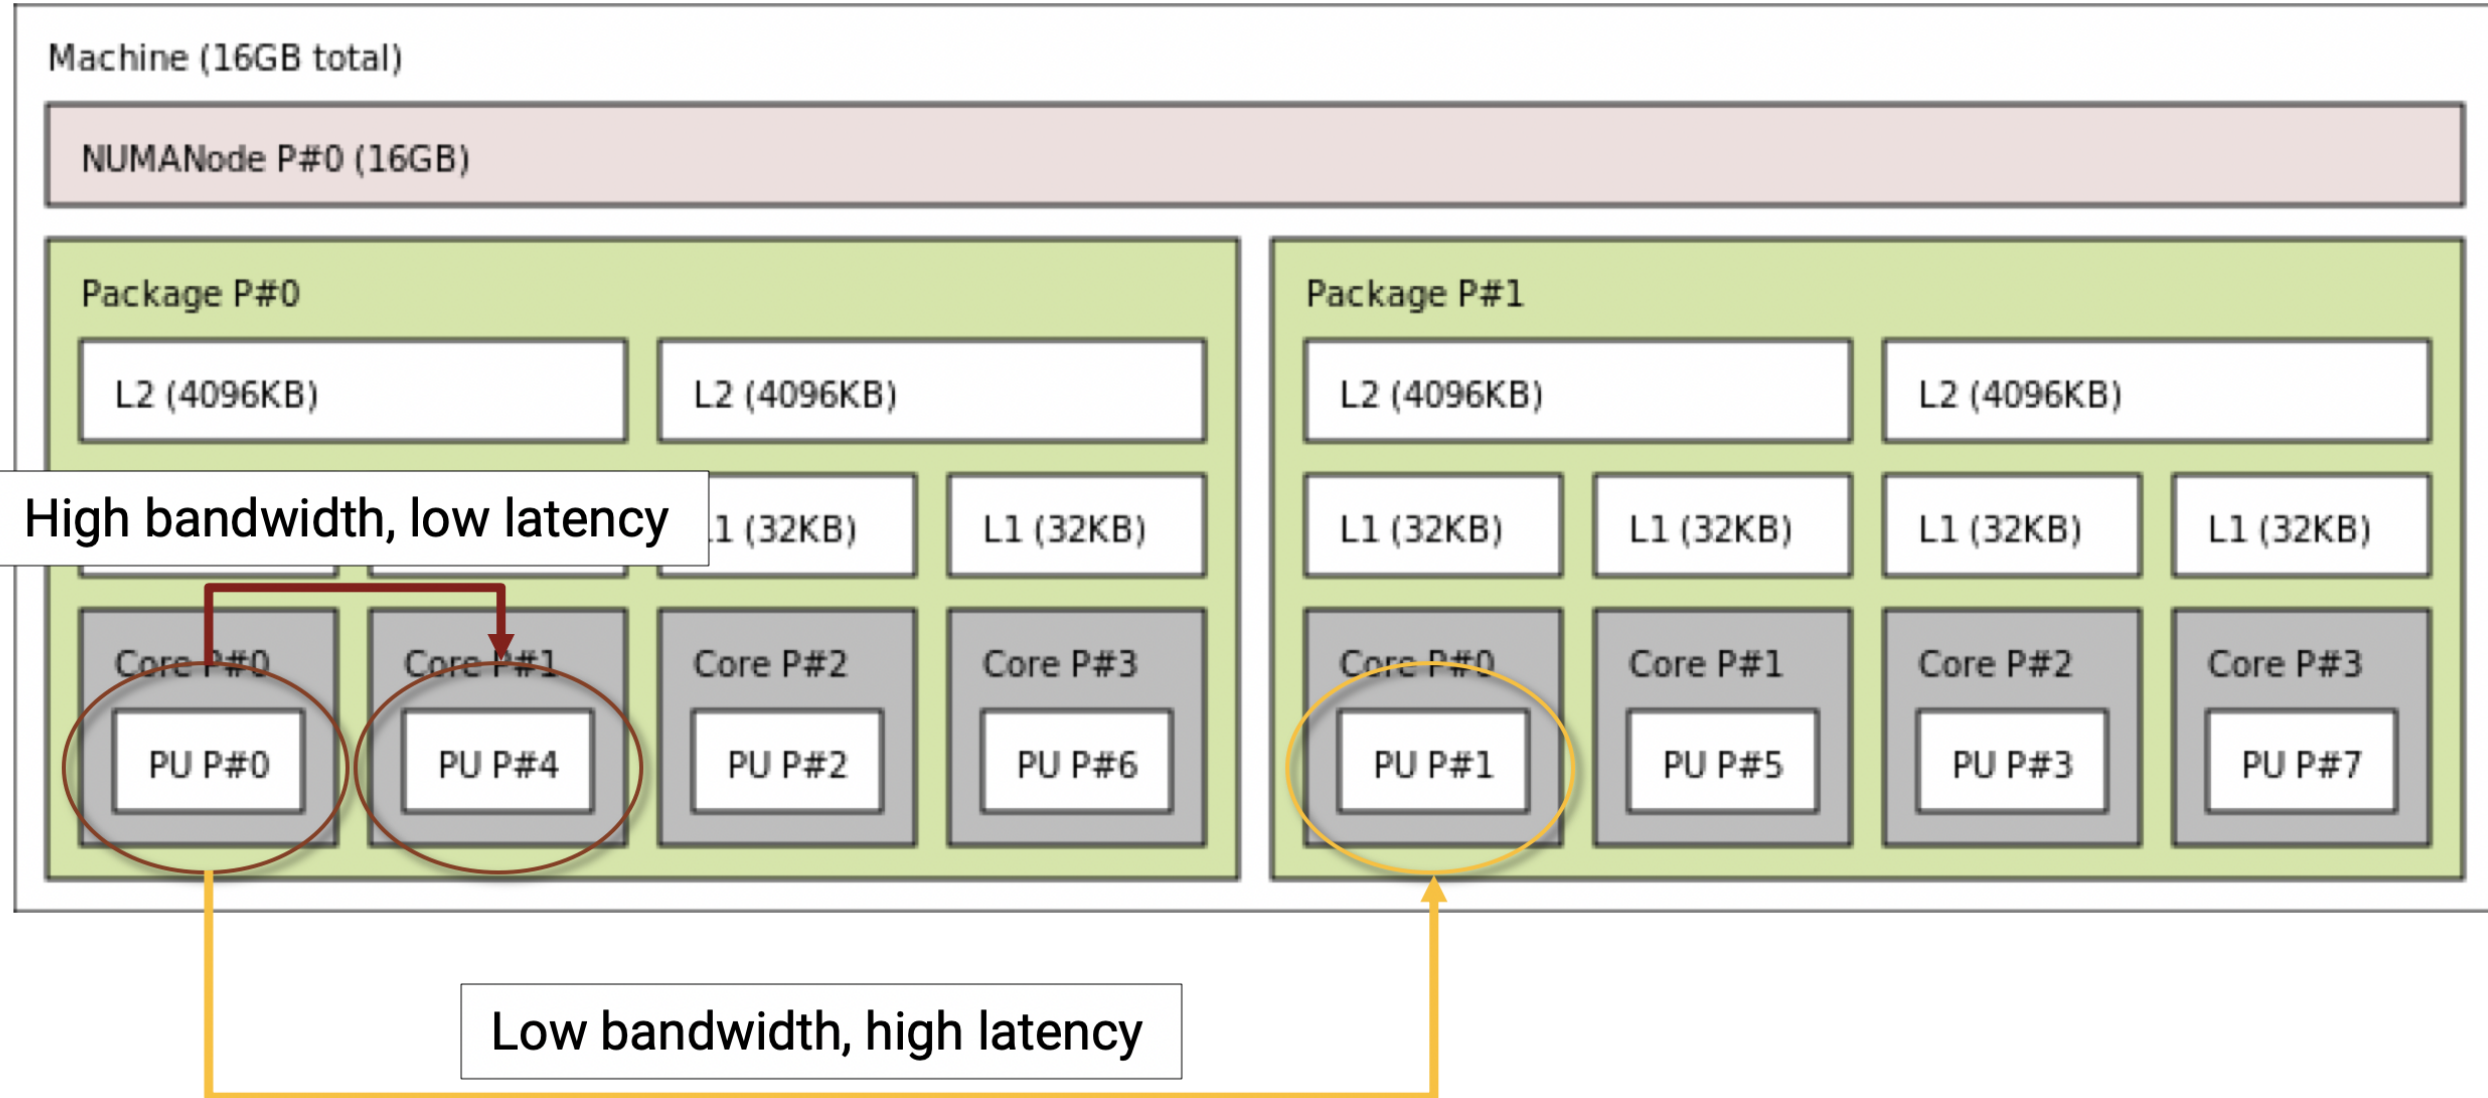 Machine (16GB total)
NUMANode P#0 (16GB)
Package P#0
Package P#1
L2 (4096KB)
L2 (4096KB)
L2 (4096KB)
L2 (4096KB)
High bandwidth, low latency
L1 (32KB)
L1 (32KB)
L1 (32KB)
L1 (32KB)
L1 (32KB)
L1 (32KB)
Core P#0
Core P#1
Core P#2
Core P#3
Core P#0
Core P#1
Core P#2
Core P#3
PU P#0
PU P#4
PU P#2
PU P#6
PU P#1
PU P#5
PU P#3
PU P#7
Low bandwidth, high latency